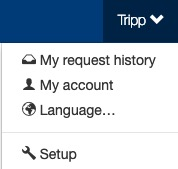 Tripp
My request history
My account
Language...
Setup